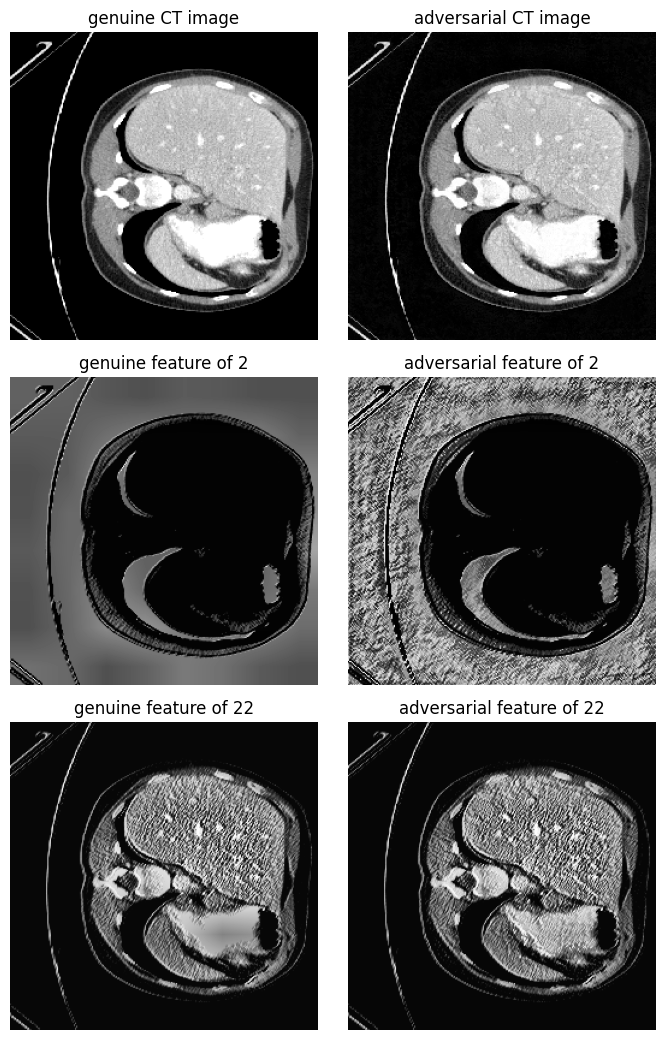 genuine CT image
adversarial CT image
genuine feature of 2
adversarial feature of 2
genuine feature of 22
adversarial feature of 22